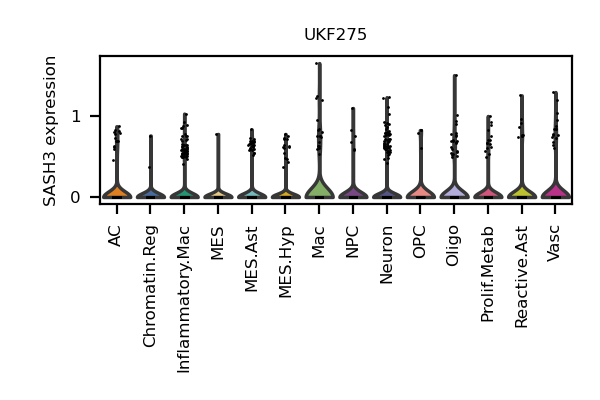 UKF275
SASH3 expression
1
0
AC
Chromatin.Reg
Inflammatory.Mac
MES
MES.Ast
MES.Hyp
Mac
NPC
Neuron
OPC
Oligo
Prolif.Metab
Reactive.Ast
Vasc